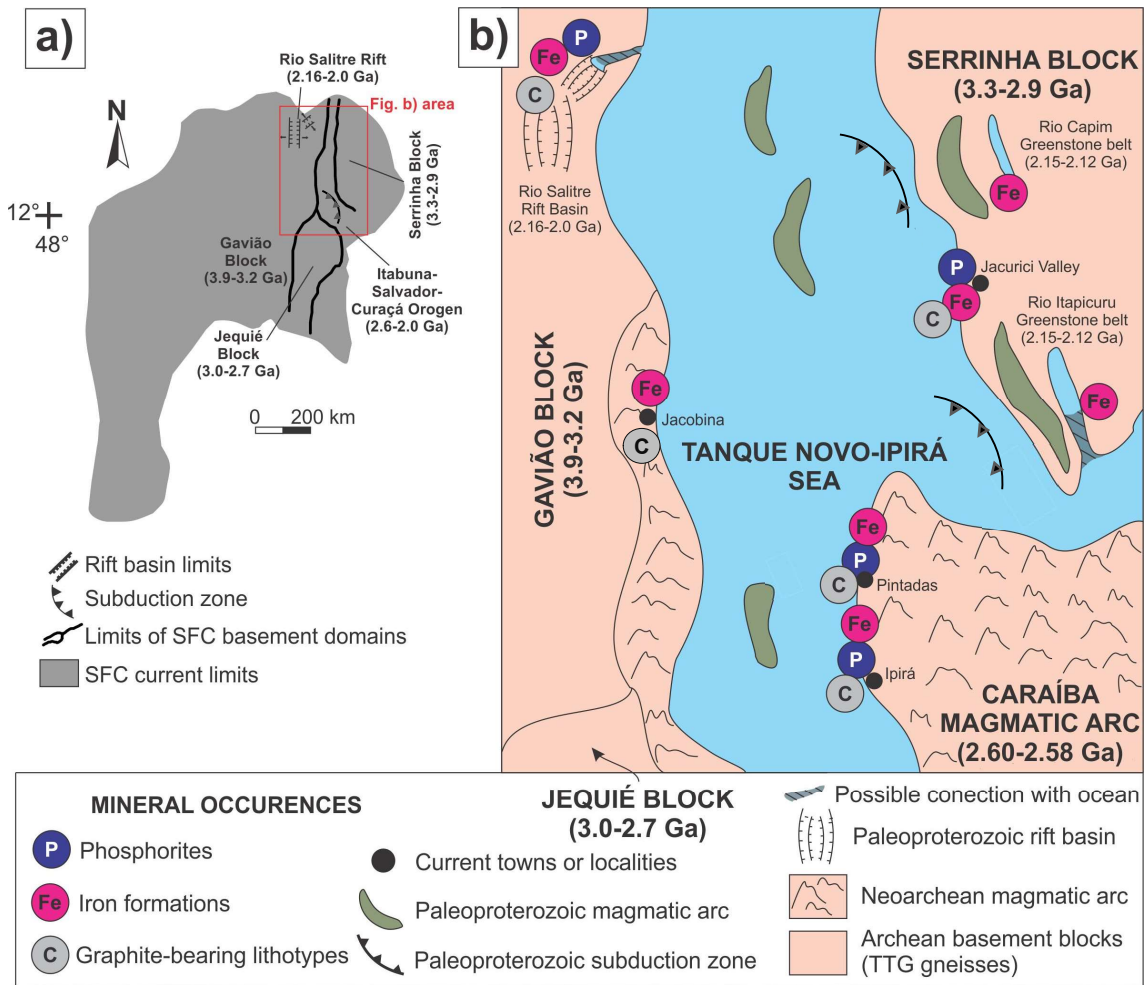 a)
Rio Salitre Rift
(2.16-2.0 Ga)
N
Fig. b) area
Serrinha Block
(3.3-2.9 Ga)
12°
48°
Gavião
Block
(3.9-3.2 Ga)
Itabuna-
Salvador-
Curaçá Orogen
(2.6-2.0 Ga)
Jequié
Block
(3.0-2.7 Ga)
0 200 km
Rift basin limits
Subduction zone
Limits of SFC basement domains
SFC current limits
b)
P
Fe
C
Rio Salitre
Rift Basin
(2.16-2.0 Ga)
SERRINHA BLOCK
(3.3-2.9 Ga)
Rio Capim
Greenstone belt
(2.15-2.12 Ga)
Fe
P
Jacurici Valley
Fe
C
Rio Itapicuru
Greenstone belt
(2.15-2.12 Ga)
Fe
GAVIÃO BLOCK
(3.9-3.2 Ga)
Fe
Jacobina
C
TANQUE NOVO-IPIRÁ
SEA
Fe
P
C
Pintadas
Fe
P
Ipirá
C
CARAÍBA
MAGMATIC ARC
(2.60-2.58 Ga)
MINERAL OCCURENCES
P Phosphorites
Fe Iron formations
C Graphite-bearing lithotypes
JEQUIÉ BLOCK
(3.0-2.7 Ga)
Current towns or localities
Paleoproterozoic magmatic arc
Paleoproterozoic subduction zone
Possible conection with ocean
Paleoproterozoic rift basin
Neoarchean magmatic arc
Archean basement blocks
(TTG gneisses)